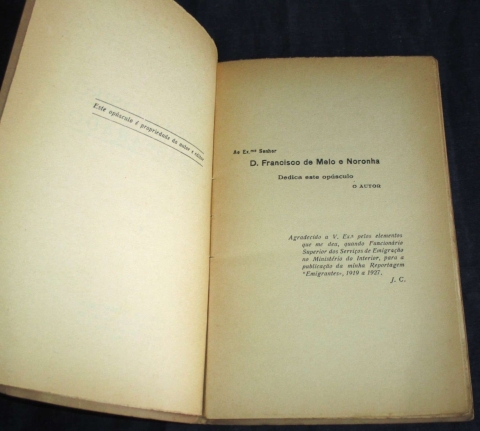 Este opúsculo é propriedade do autor e editor
Ao Ex.mo Senhor
D. Francisco de Melo e Noronha
Dedica este opúsculo
O AUTOR
Agradecido a V. Ex.ª pelos elementos
que me deu, quando Funcionário
Superior dos Serviços de Emigração
no Ministério do Interior, para a
publicação da minha Reportagem
"Emigrantes», 1919 a 1927.
J. C.